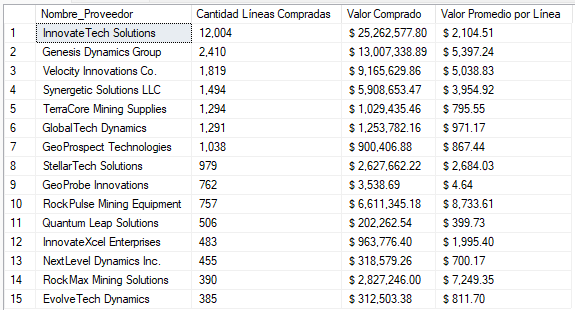 Nombre_Proveedor Cantidad Líneas Compradas Valor Comprado Valor Promedio por Línea
1 InnovateTech Solutions 12,004 $ 25,262,577.80 $ 2,104.51
2 Genesis Dynamics Group 2,410 $ 13,007,338.89 $ 5,397.24
3 Velocity Innovations Co. 1,819 $ 9,165,629.86 $ 5,038.83
4 Synergetic Solutions LLC 1,494 $ 5,908,653.47 $ 3,954.92
5 TerraCore Mining Supplies 1,294 $ 1,029,435.46 $ 795.55
6 GlobalTech Dynamics 1,291 $ 1,253,782.16 $ 971.17
7 GeoProspect Technologies 1,038 $ 900,406.88 $ 867.44
8 StellarTech Solutions 979 $ 2,627,662.22 $ 2,684.03
9 GeoProbe Innovations 762 $ 3,538.69 $ 4.64
10 RockPulse Mining Equipment 757 $ 6,611,345.18 $ 8,733.61
11 Quantum Leap Solutions 506 $ 202,262.54 $ 399.73
12 InnovateXcel Enterprises 483 $ 963,776.40 $ 1,995.40
13 NextLevel Dynamics Inc. 455 $ 318,579.26 $ 700.17
14 RockMax Mining Solutions 390 $ 2,827,246.00 $ 7,249.35
15 EvolveTech Dynamics 385 $ 312,503.38 $ 811.70